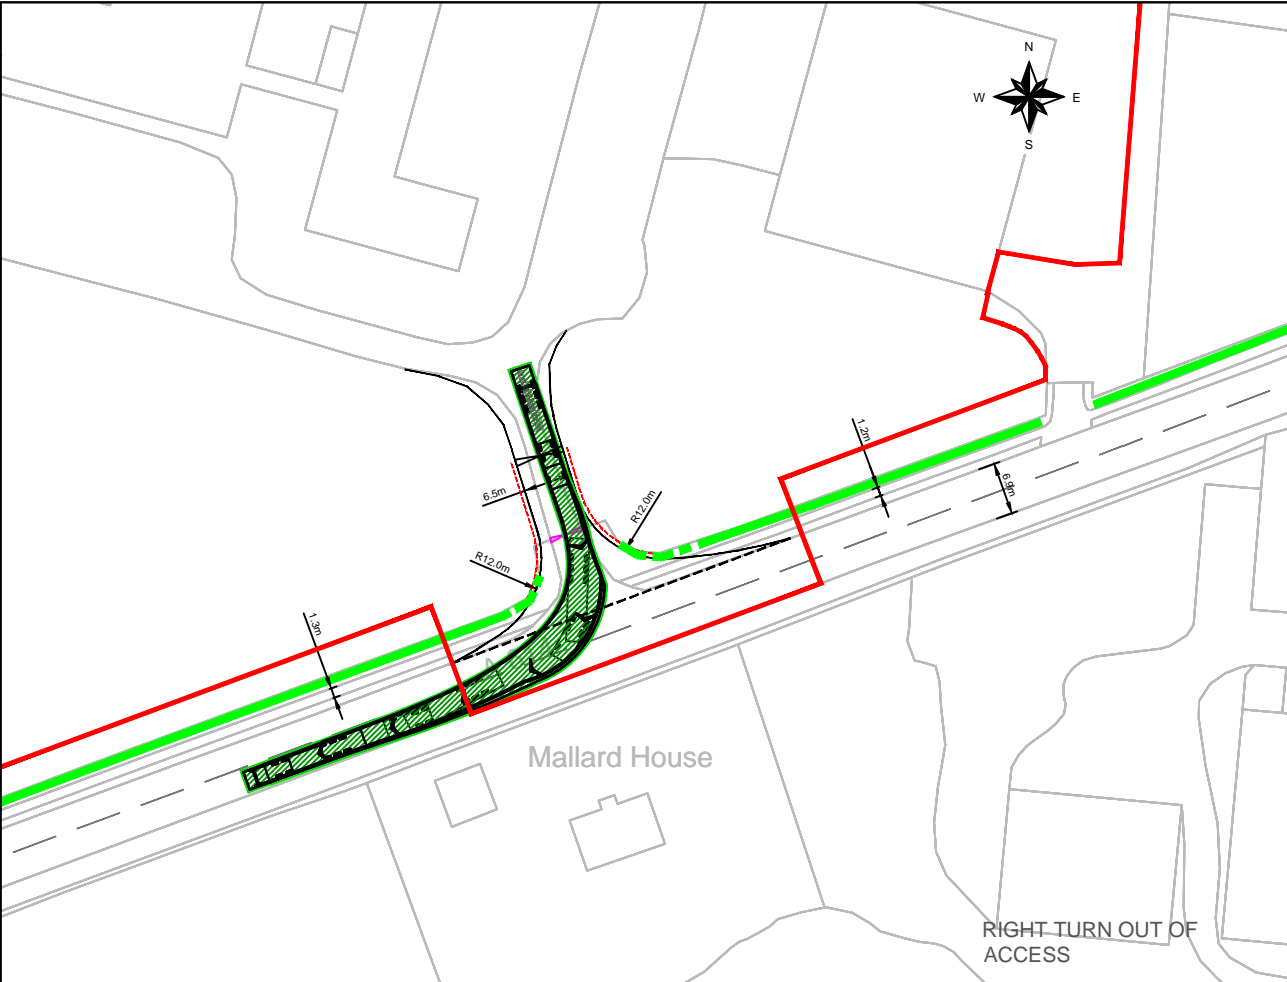 N
W E
S
1.2m
6.9m
6.5m
R12.0m
R12.0m
1.3m
Mallard House
RIGHT TURN OUT OF
ACCESS